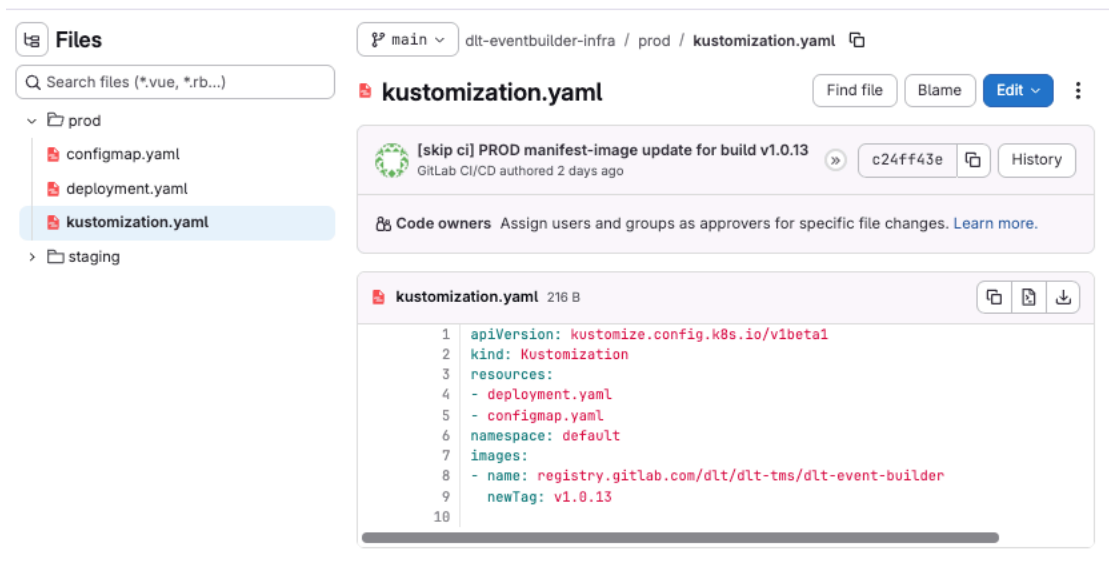 Files
Search files (*.vue, *.rb...)
prod
configmap.yaml
deployment.yaml
kustomization.yaml
staging
main
dlt-eventbuilder-infra / prod / kustomization.yaml
kustomization.yaml
Find file
Blame
Edit
[skip ci] PROD manifest-image update for build v1.0.13
GitLab CI/CD authored 2 days ago
c24ff43e
History
Code owners Assign users and groups as approvers for specific file changes. Learn more.
kustomization.yaml 216 B
1 apiVersion: kustomize.config.k8s.io/v1beta1
2 kind: Kustomization
3 resources:
4 - deployment.yaml
5 - configmap.yaml
6 namespace: default
7 images:
8 - name: registry.gitlab.com/dlt/dlt-tms/dlt-event-builder
9   newTag: v1.0.13
10